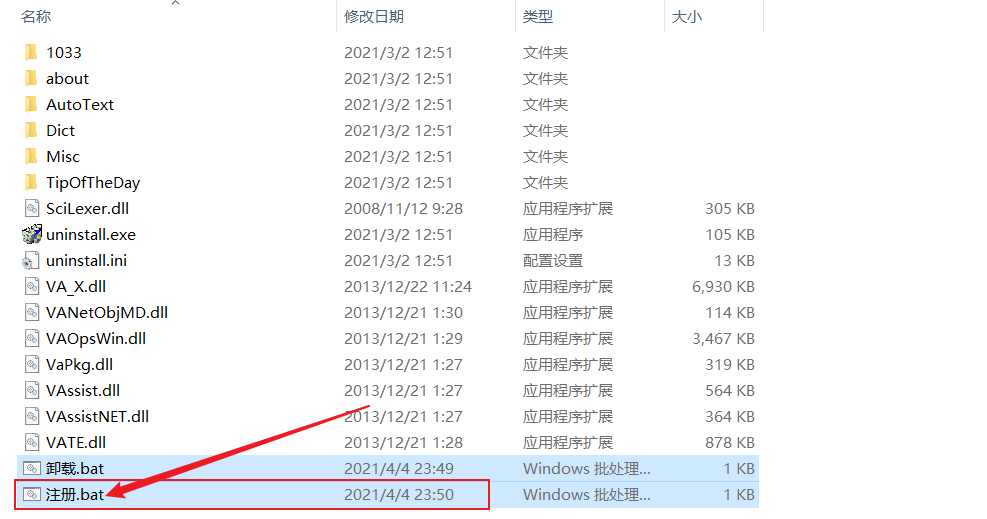 名称 修改日期 类型 大小
1033 2021/3/2 12:51 文件夹
about 2021/3/2 12:51 文件夹
AutoText 2021/3/2 12:51 文件夹
Dict 2021/3/2 12:51 文件夹
Misc 2021/3/2 12:51 文件夹
TipOfTheDay 2021/3/2 12:51 文件夹
SciLexer.dll 2008/11/12 9:28 应用程序扩展 305 KB
uninstall.exe 2021/3/2 12:51 应用程序 105 KB
uninstall.ini 2021/3/2 12:51 配置设置 13 KB
VA_X.dll 2013/12/22 11:24 应用程序扩展 6,930 KB
VANetObjMD.dll 2013/12/21 1:30 应用程序扩展 114 KB
VAOpsWin.dll 2013/12/21 1:29 应用程序扩展 3,467 KB
VaPkg.dll 2013/12/21 1:27 应用程序扩展 319 KB
VAssist.dll 2013/12/21 1:27 应用程序扩展 564 KB
VAssistNET.dll 2013/12/21 1:27 应用程序扩展 364 KB
VATE.dll 2013/12/21 1:28 应用程序扩展 878 KB
卸载.bat 2021/4/4 23:49 Windows 批处理... 1 KB
注册.bat 2021/4/4 23:50 Windows 批处理... 1 KB